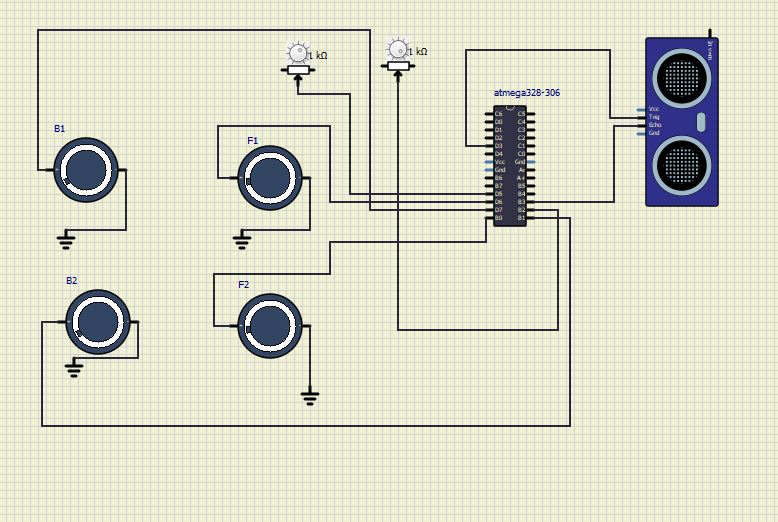 1 kΩ
1 kΩ
atmega328-306
B1
F1
B2
F2
Vcc
Trig
Echo
Gnd
C6
D0
D1
D2
D3
D4
Vcc
Gnd
B6
B7
D5
D6
D7
B0
C5
C4
C3
C2
C1
C0
Gnd
Ar
A+
B5
B4
B3
B2
B1